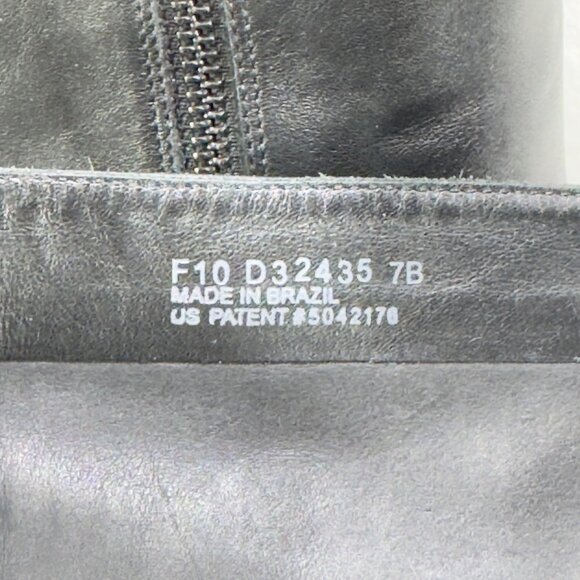 F10 D32435 7B
MADE IN BRAZIL
US PATENT #5042176